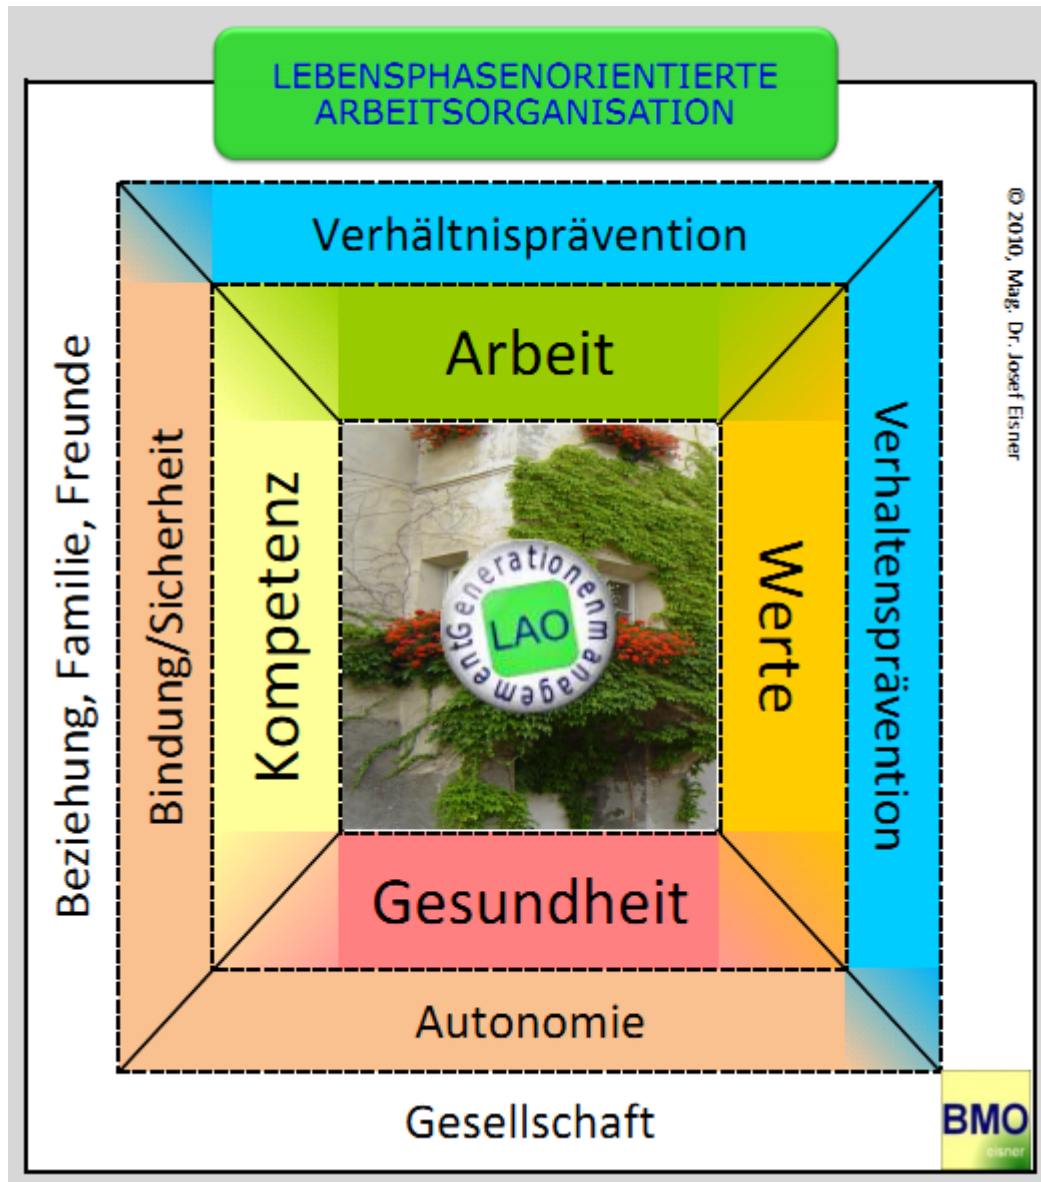 LEBENSPHASENORIENTIERTE
ARBEITSORGANISATION
© 2010, Mag. Dr. Josef Eisner
Verhältnisprävention
Arbeit
Beziehung, Familie, Freunde
Bindung/Sicherheit
Kompetenz
Generationenmanagement
LAO
Werte
Verhaltensprävention
Gesundheit
Autonomie
Gesellschaft
BMO
eisner